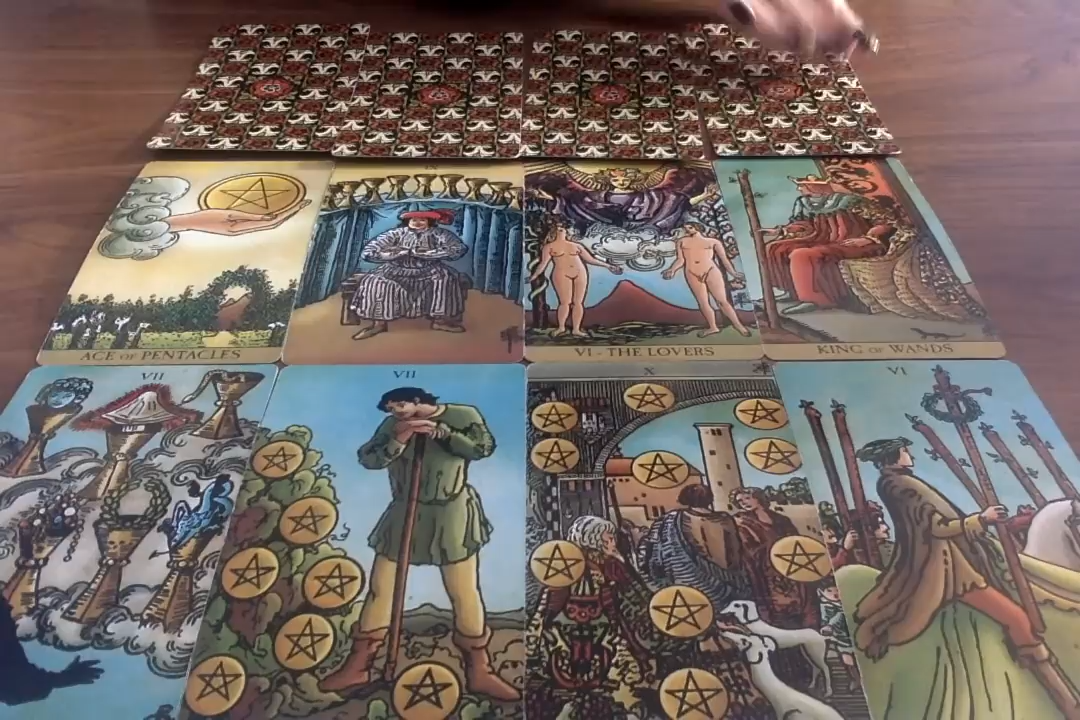 ACE OF PENTACLES
VI - THE LOVERS
KING OF WANDS
VII
VII
X
VI